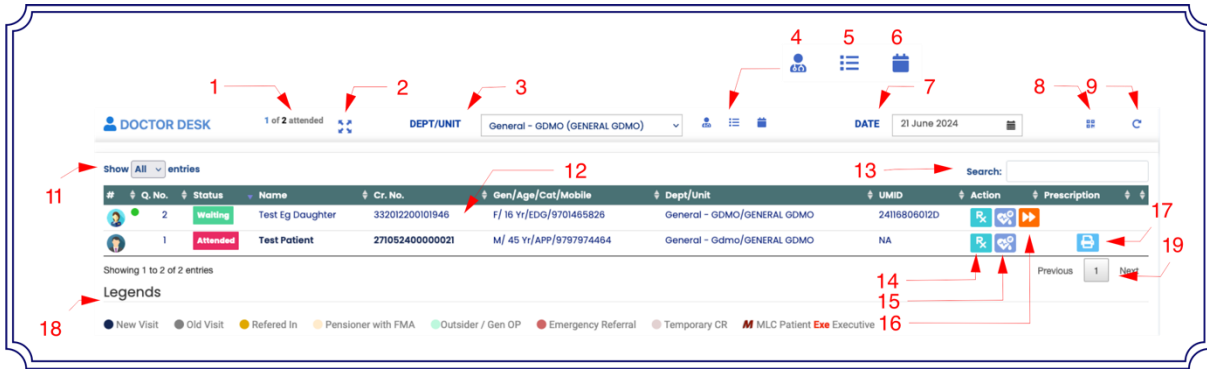 4 5 6
1 2 3 7 8 9
DOCTOR DESK 1 of 2 attended DEPT/UNIT General - GDMO (GENERAL GDMO) DATE 21 June 2024
11 12 13
Show All entries Search:
# Q. No. Status Name Cr. No. Gen/Age/Cat/Mobile Dept/Unit UMID Action Prescription
2 Waiting Test Eg Daughter 332012200101946 F/ 16 Yr/EDG/9701465826 General - GDMO/GENERAL GDMO 24116806012D Rx
17
1 Attended Test Patient 271052400000021 M/ 45 Yr/APP/9797974464 General - Gdmo/GENERAL GDMO NA Rx
19
Showing 1 to 2 of 2 entries Previous 1 Next
14 15 16
Legends
18
New Visit Old Visit Refered In Pensioner with FMA Outsider / Gen OP Emergency Referral Temporary CR M MLC Patient Exe Executive